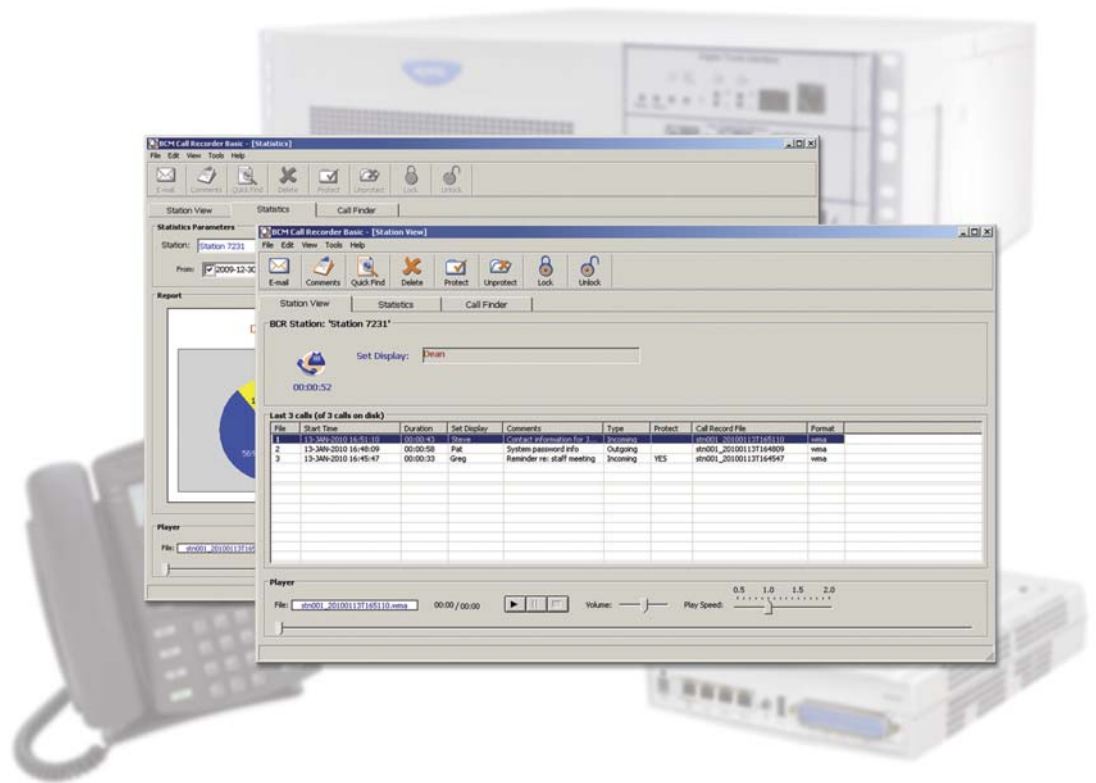 BCM Call Recorder Basic - [Statistics]
File Edit View Tools Help
E-mail Comments Quick Find Delete Protect Unprotect Lock Unlock
Station View Statistics Call Finder
Statistics Parameters
Station: Station 7231
From: 2009-12-30
Report
56%
Player
File: stn001_20100113T165
BCM Call Recorder Basic - [Station View]
File Edit View Tools Help
E-mail Comments Quick Find Delete Protect Unprotect Lock Unlock
Station View Statistics Call Finder
BCR Station: 'Station 7231'
Set Display: Dean
00:00:52
Last 3 calls (of 3 calls on disk)
File Start Time Duration Set Display Comments Type Protect Call Record File Format
1 13-JAN-2010 16:51:10 00:00:43 Steve Contact information for J... Incoming stn001_20100113T165110 wma
2 13-JAN-2010 16:48:09 00:00:58 Pat System password info Outgoing stn001_20100113T164809 wma
3 13-JAN-2010 16:45:47 00:00:33 Greg Reminder re: staff meeting Incoming YES stn001_20100113T164547 wma
Player
0.5 1.0 1.5 2.0
File: stn001_20100113T165110.wma 00:00 / 00:00 Volume: Play Speed: